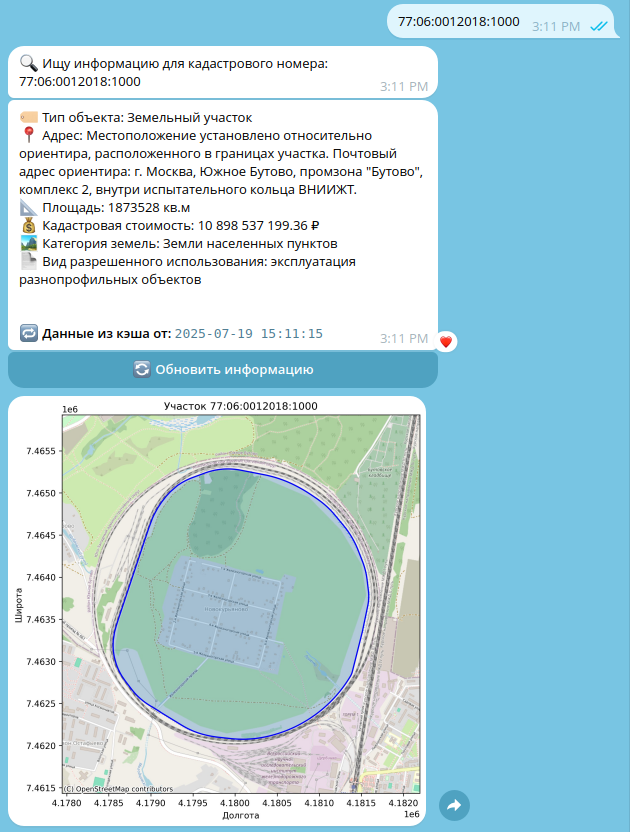 77:06:0012018:1000
3:11 PM
Ищу информацию для кадастрового номера:
77:06:0012018:1000
3:11 PM
Тип объекта: Земельный участок
Адрес: Местоположение установлено относительно
ориентира, расположенного в границах участка. Почтовый
адрес ориентира: г. Москва, Южное Бутово, промзона "Бутово",
комплекс 2, внутри испытательного кольца ВНИИЖТ.
Площадь: 1873528 кв.м
Кадастровая стоимость: 10 898 537 199.36 ₽
Категория земель: Земли населенных пунктов
Вид разрешенного использования: эксплуатация
разнопрофильных объектов
Данные из кэша от: 2025-07-19 15:11:15
3:11 PM
Обновить информацию
Участок 77:06:0012018:1000
1e6
7.4655
7.4650
7.4645
7.4640
7.4635
7.4630
7.4625
7.4620
7.4615
Широта
Новокурьяново
(C) OpenStreetMap contributors
4.1780 4.1785 4.1790 4.1795 4.1800 4.1805 4.1810 4.1815 4.1820
1e6
Долгота